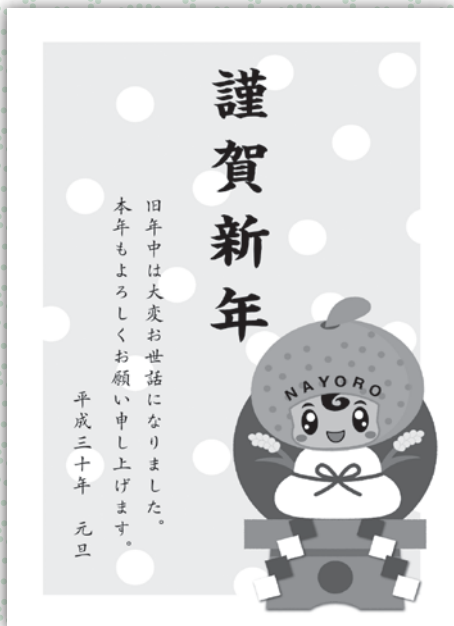 謹賀新年
旧年中は大変お世話になりました。
本年もよろしくお願い申し上げます。
平成三十年　元旦
NAYORO